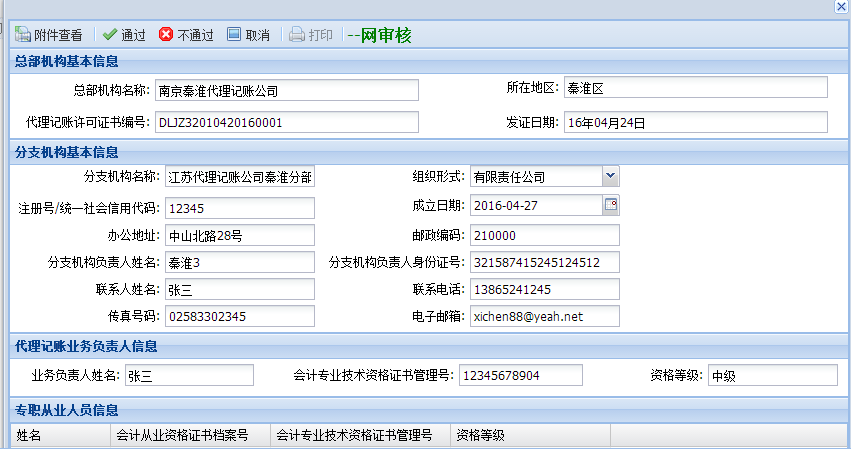 附件查看 通过 不通过 取消 打印 --网审核
总部机构基本信息
总部机构名称: 南京秦淮代理记账公司 所在地区: 秦淮区
代理记账许可证书编号: DLJZ32010420160001 发证日期: 16年04月24日
分支机构基本信息
分支机构名称: 江苏代理记账公司秦淮分部 组织形式: 有限责任公司
注册号/统一社会信用代码: 12345 成立日期: 2016-04-27
办公地址: 中山北路28号 邮政编码: 210000
分支机构负责人姓名: 秦淮3 分支机构负责人身份证号: 321587415245124512
联系人姓名: 张三 联系电话: 13865241245
传真号码: 02583302345 电子邮箱: xichen88@yeah.net
代理记账业务负责人信息
业务负责人姓名: 张三 会计专业技术资格证书管理号: 12345678904 资格等级: 中级
专职从业人员信息
姓名 会计从业资格证书档案号 会计专业技术资格证书管理号 资格等级